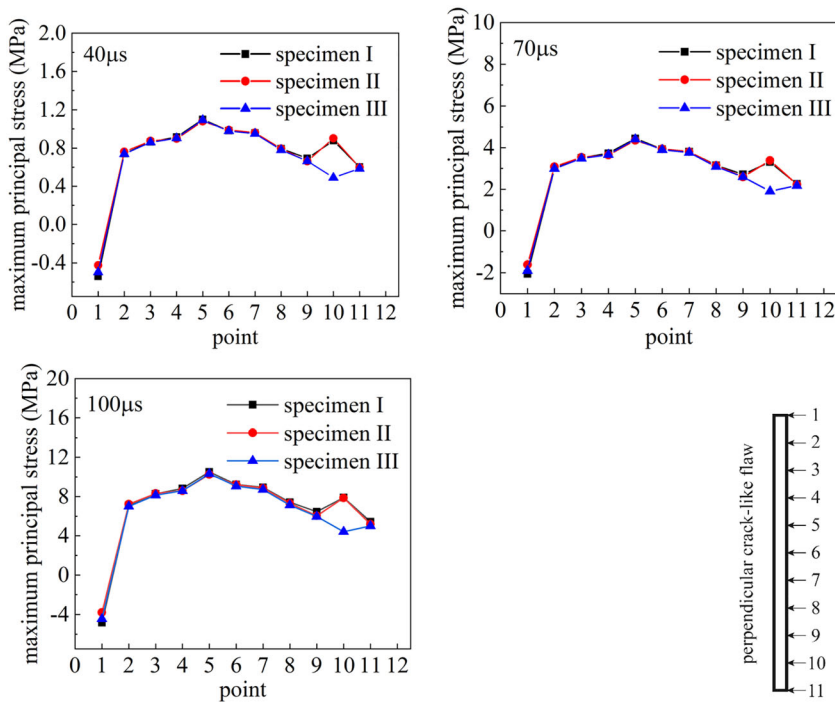 maximum principal stress (MPa)
2.0
1.6
1.2
0.8
0.4
0.0
-0.4
40μs
specimen I
specimen II
specimen III
0 1 2 3 4 5 6 7 8 9 10 11 12
point
maximum principal stress (MPa)
10
8
6
4
2
0
-2
70μs
specimen I
specimen II
specimen III
0 1 2 3 4 5 6 7 8 9 10 11 12
point
maximum principal stress (MPa)
20
16
12
8
4
0
-4
100μs
specimen I
specimen II
specimen III
0 1 2 3 4 5 6 7 8 9 10 11 12
point
perpendicular crack-like flaw
1
2
3
4
5
6
7
8
9
10
11